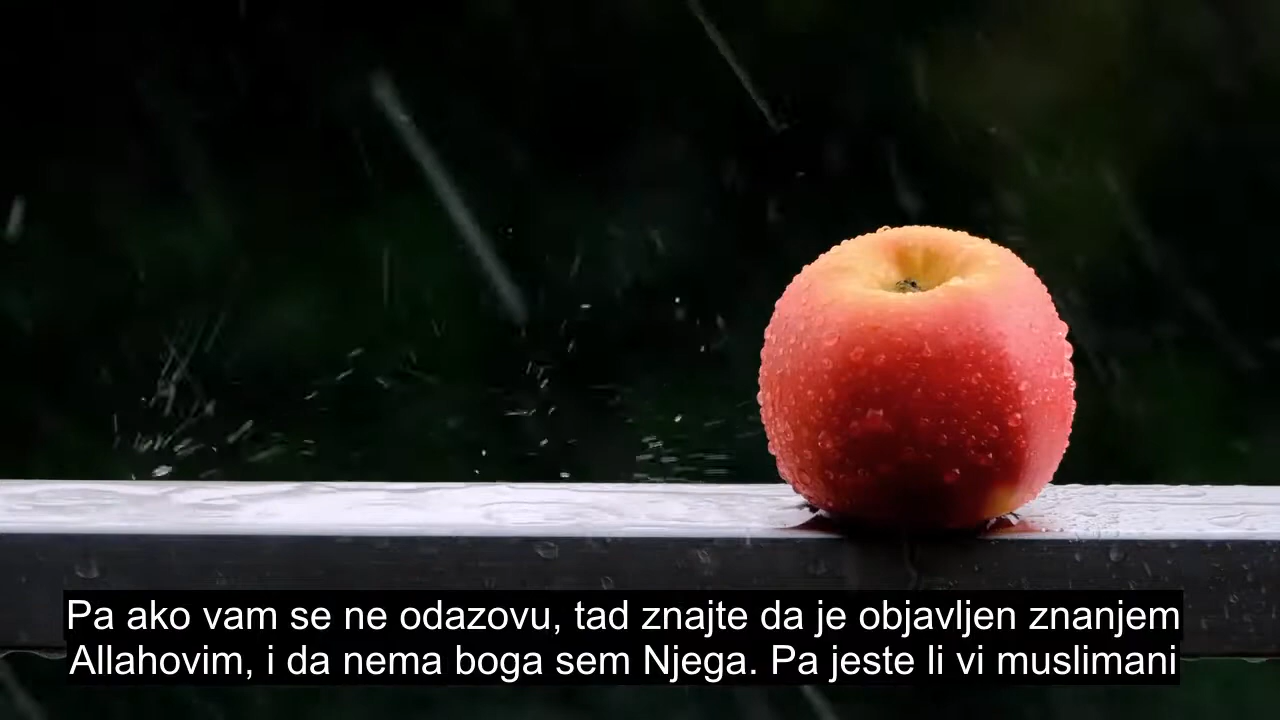 Pa ako vam se ne odazovu, tad znajte da je objavljen znanjem
Allahovim, i da nema boga sem Njega. Pa jeste li vi muslimani